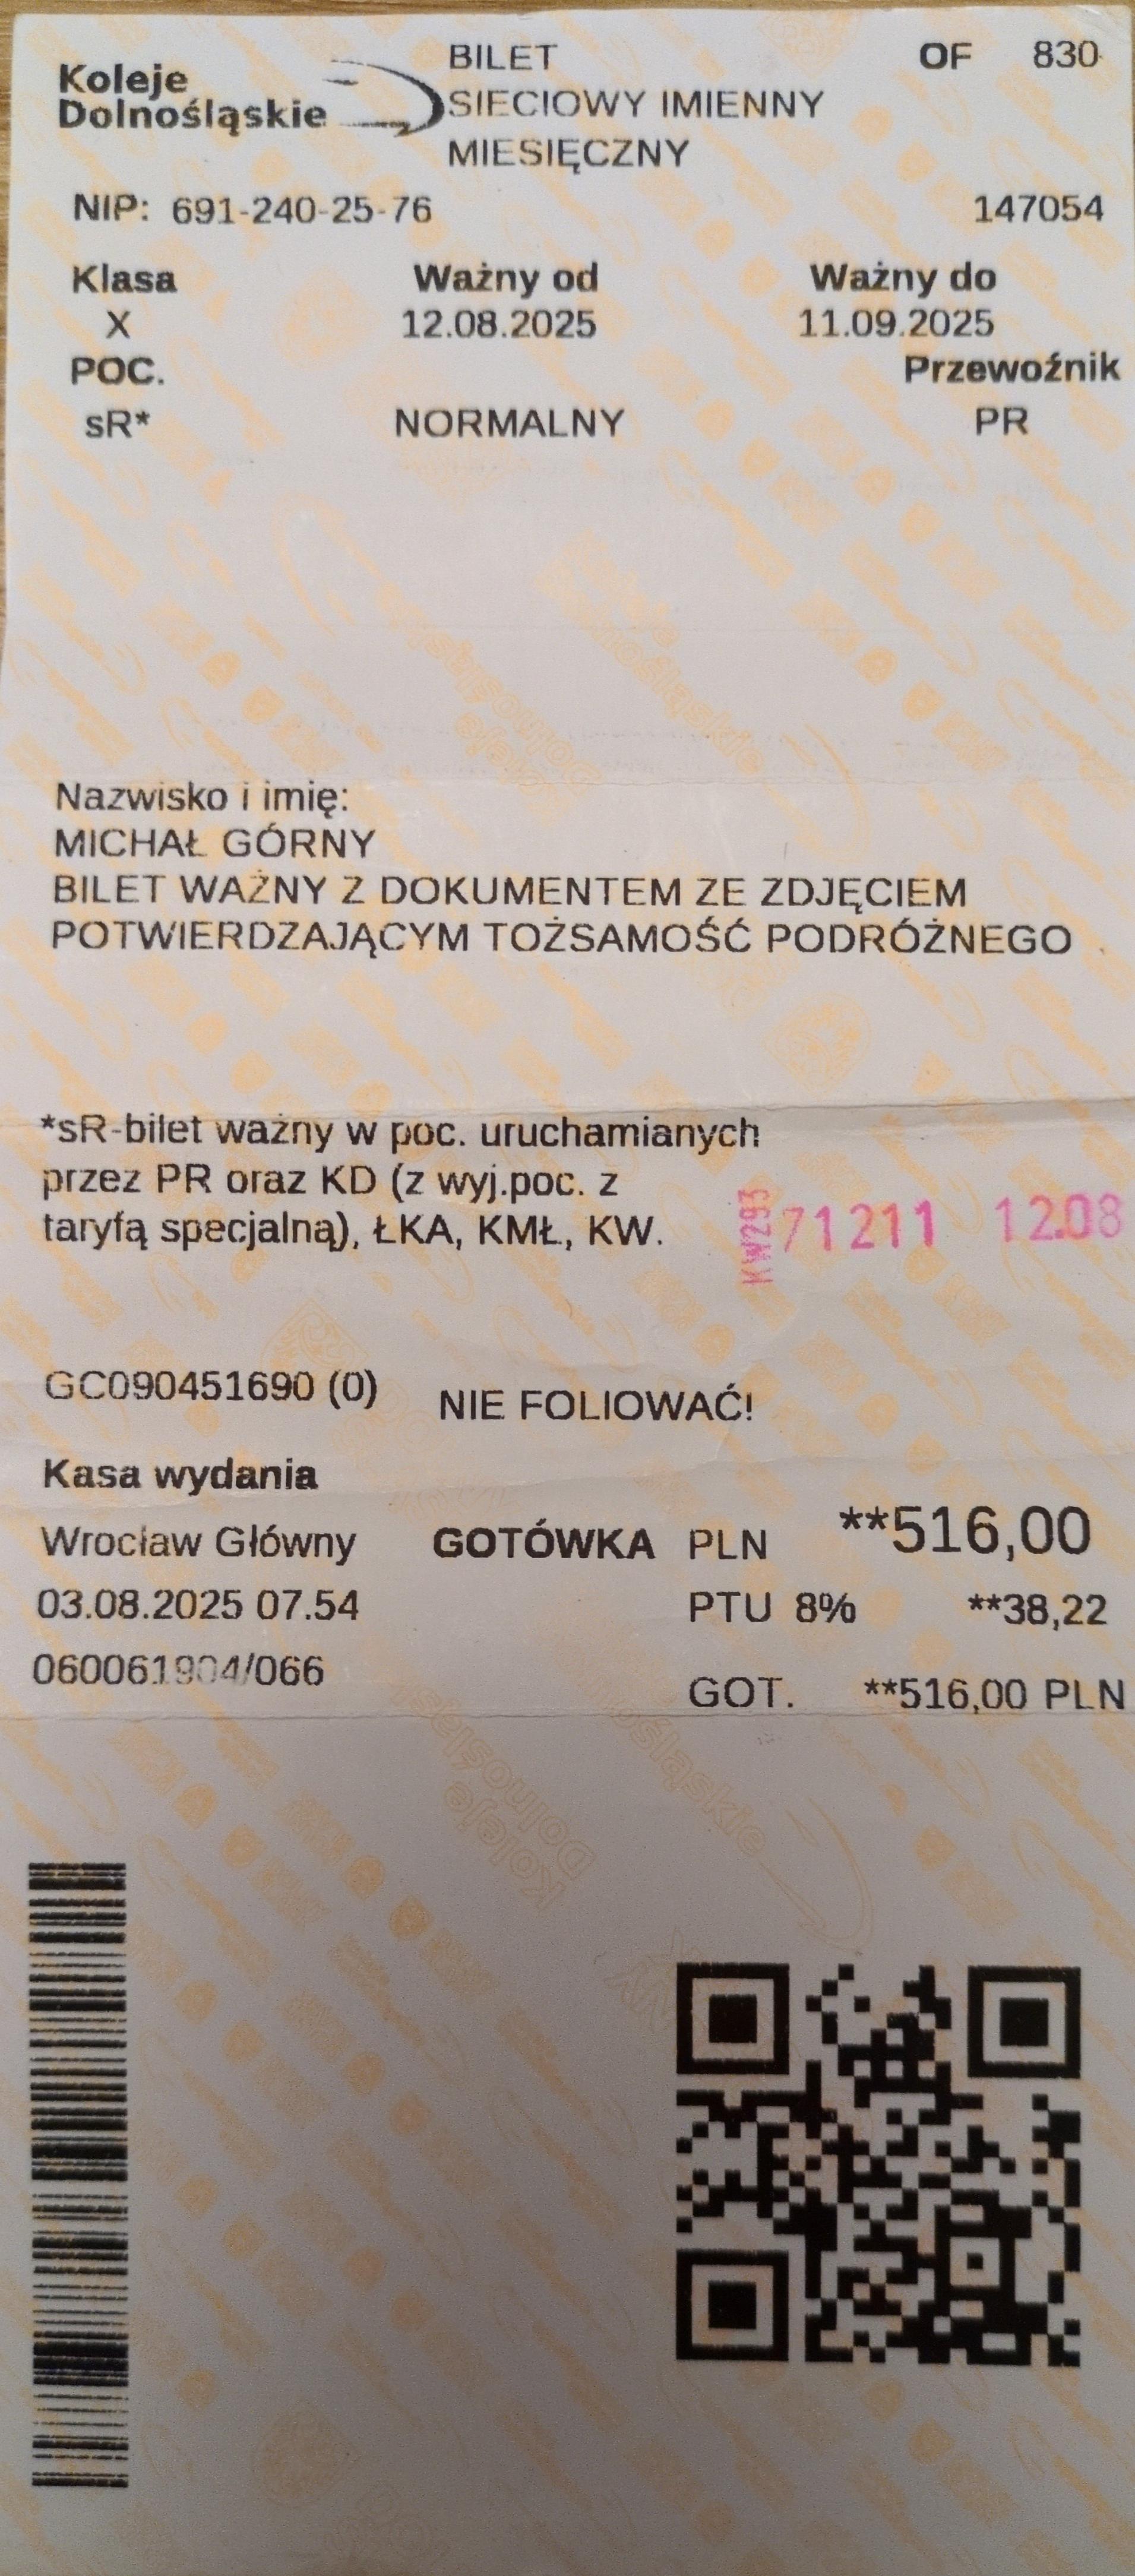 Koleje
Dolnośląskie
BILET
SIECIOWY IMIENNY
MIESIĘCZNY
OF 830
NIP: 691-240-25-76 147054
Klasa Ważny od Ważny do
X 12.08.2025 11.09.2025
POC. Przewoźnik
sR* NORMALNY PR
Nazwisko i imię:
MICHAŁ GÓRNY
BILET WAŻNY Z DOKUMENTEM ZE ZDJĘCIEM
POTWIERDZAJĄCYM TOŻSAMOŚĆ PODRÓŻNEGO
*sR-bilet ważny w poc. uruchamianych
przez PR oraz KD (z wyj.poc. z
taryfą specjalną), ŁKA, KMŁ, KW.
KW293 71211 1208
GC090451690 (0) NIE FOLIOWAĆ!
Kasa wydania
Wrocław Główny GOTÓWKA PLN **516,00
03.08.2025 07.54 PTU 8% **38,22
060061904/066
GOT. **516,00 PLN
Koleje
Dolnośl